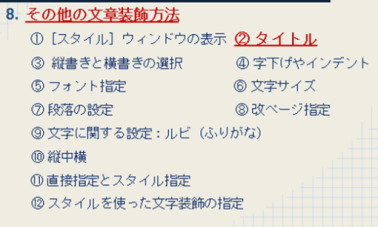 8. その他の文章装飾方法
①［スタイル］ウィンドウの表示 ② タイトル
③ 縦書きと横書きの選択 ④ 字下げやインデント
⑤ フォント指定 ⑥ 文字サイズ
⑦ 段落の設定 ⑧ 改ページ指定
⑨ 文字に関する設定：ルビ（ふりがな）
⑩ 縦中横
⑪ 直接指定とスタイル指定
⑫ スタイルを使った文字装飾の指定